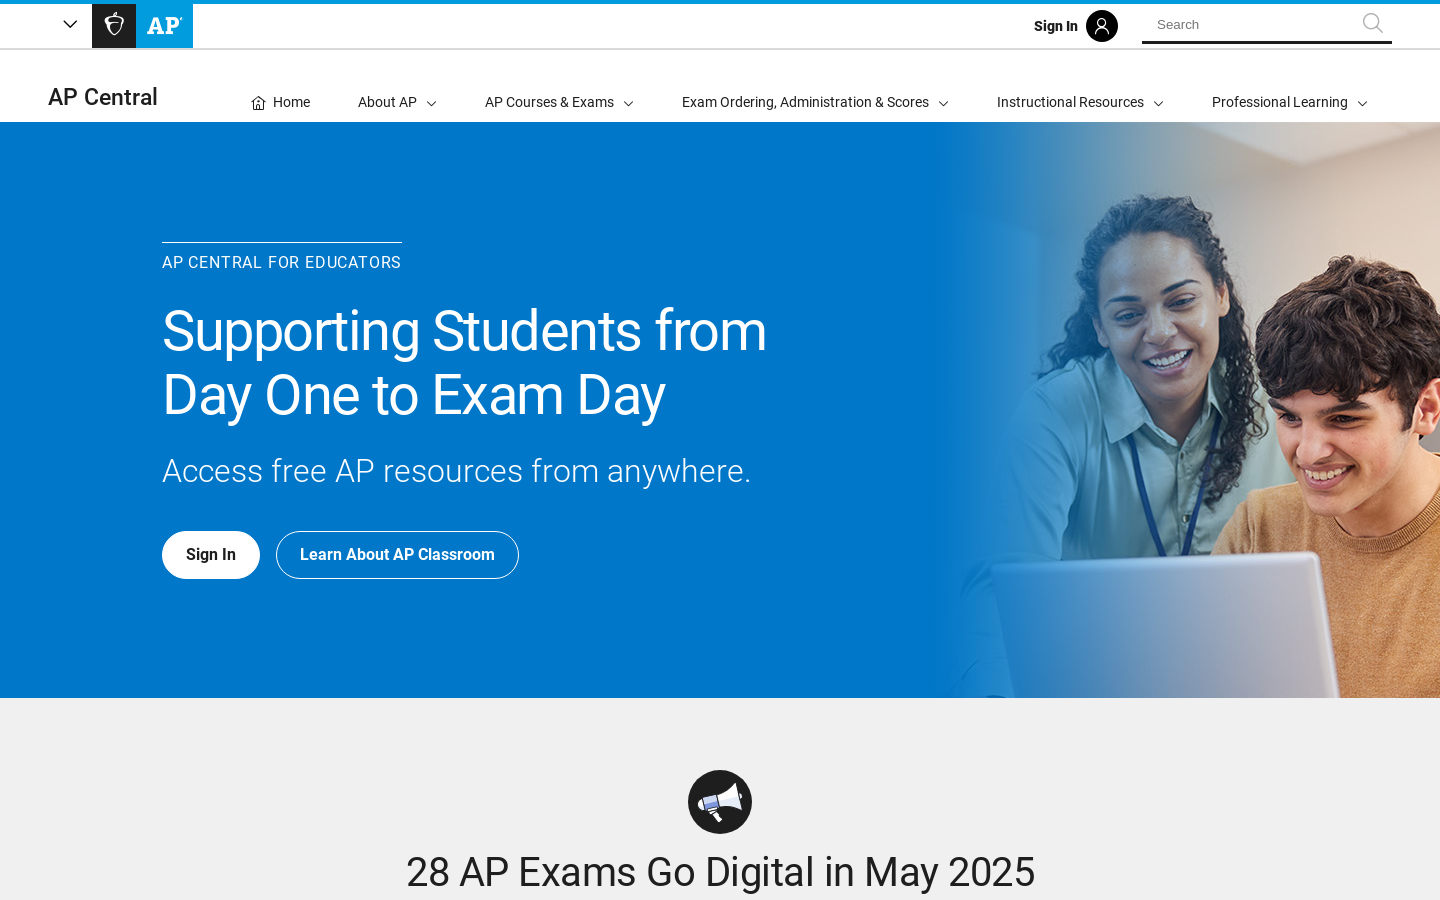 AP
Sign In
Search
AP Central
Home
About AP
AP Courses & Exams
Exam Ordering, Administration & Scores
Instructional Resources
Professional Learning
AP CENTRAL FOR EDUCATORS
Supporting Students from
Day One to Exam Day
Access free AP resources from anywhere.
Sign In
Learn About AP Classroom
28 AP Exams Go Digital in May 2025